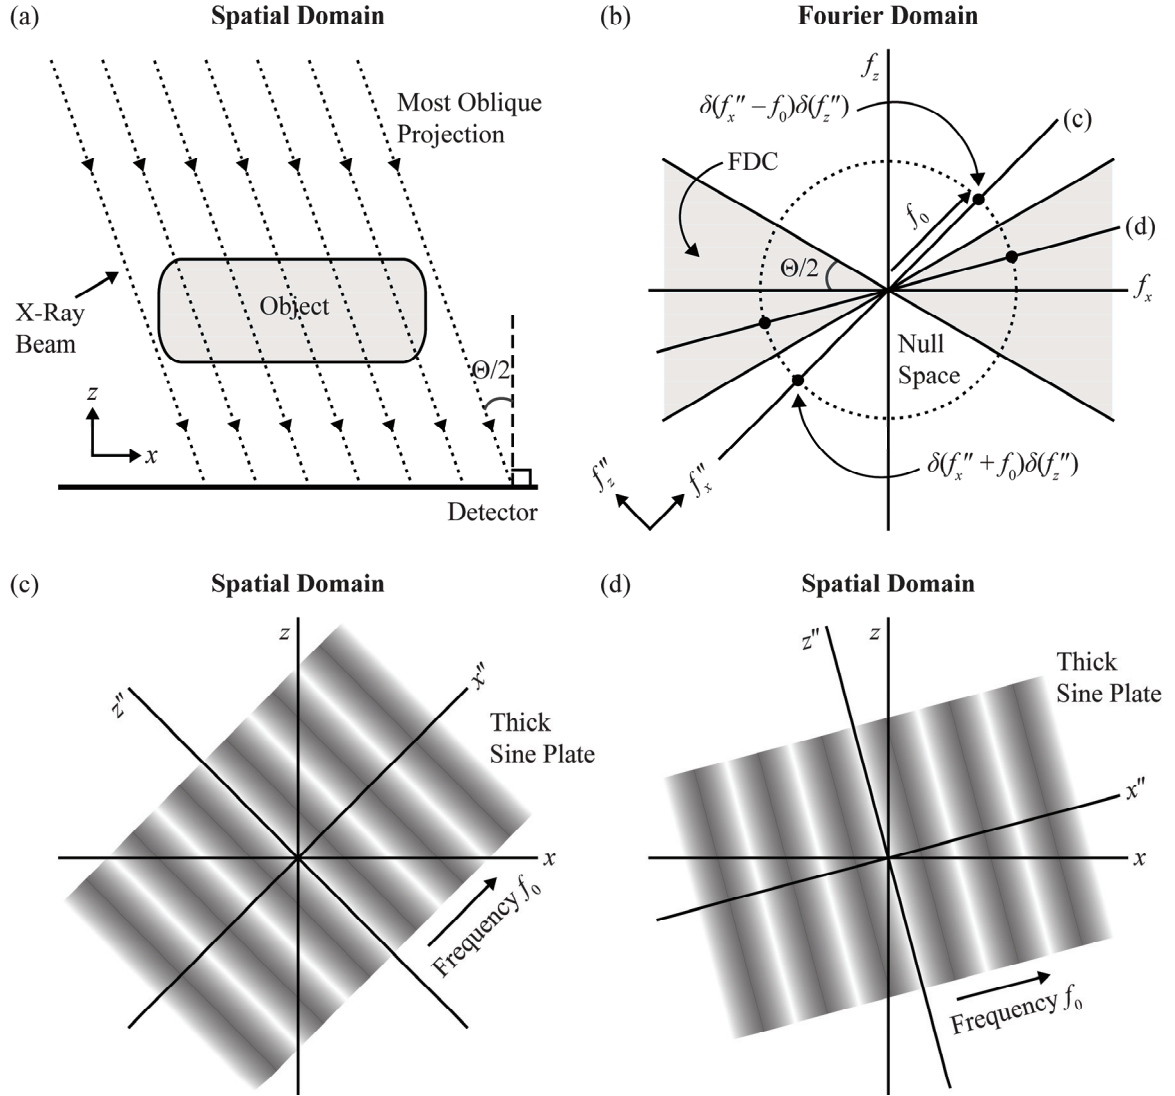 (a)
Spatial Domain
Most Oblique
Projection
X-Ray
Beam
Object
Θ/2
z
x
Detector
(b)
Fourier Domain
f_z
δ(f_x″ − f_0)δ(f_z″)
(c)
FDC
f_0
(d)
Θ/2
f_x
Null
Space
f_z″
f_x″
δ(f_x″ + f_0)δ(f_z″)
(c)
Spatial Domain
z
x″
z″
Thick
Sine Plate
x
Frequency f_0
(d)
Spatial Domain
z″
z
Thick
Sine Plate
x″
x
Frequency f_0